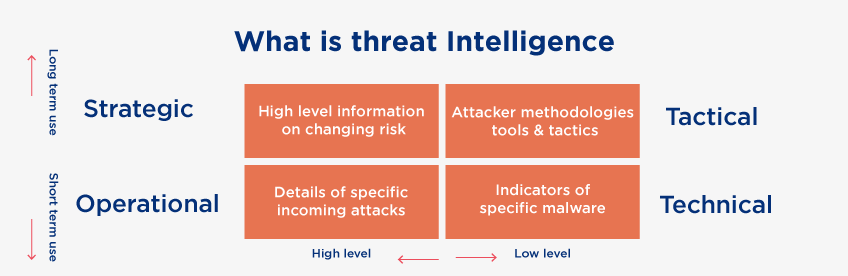 What is threat Intelligence
Long term use
Strategic
High level information
on changing risk
Attacker methodologies
tools & tactics
Tactical
Short term use
Operational
Details of specific
incoming attacks
Indicators of
specific malware
Technical
High level
Low level